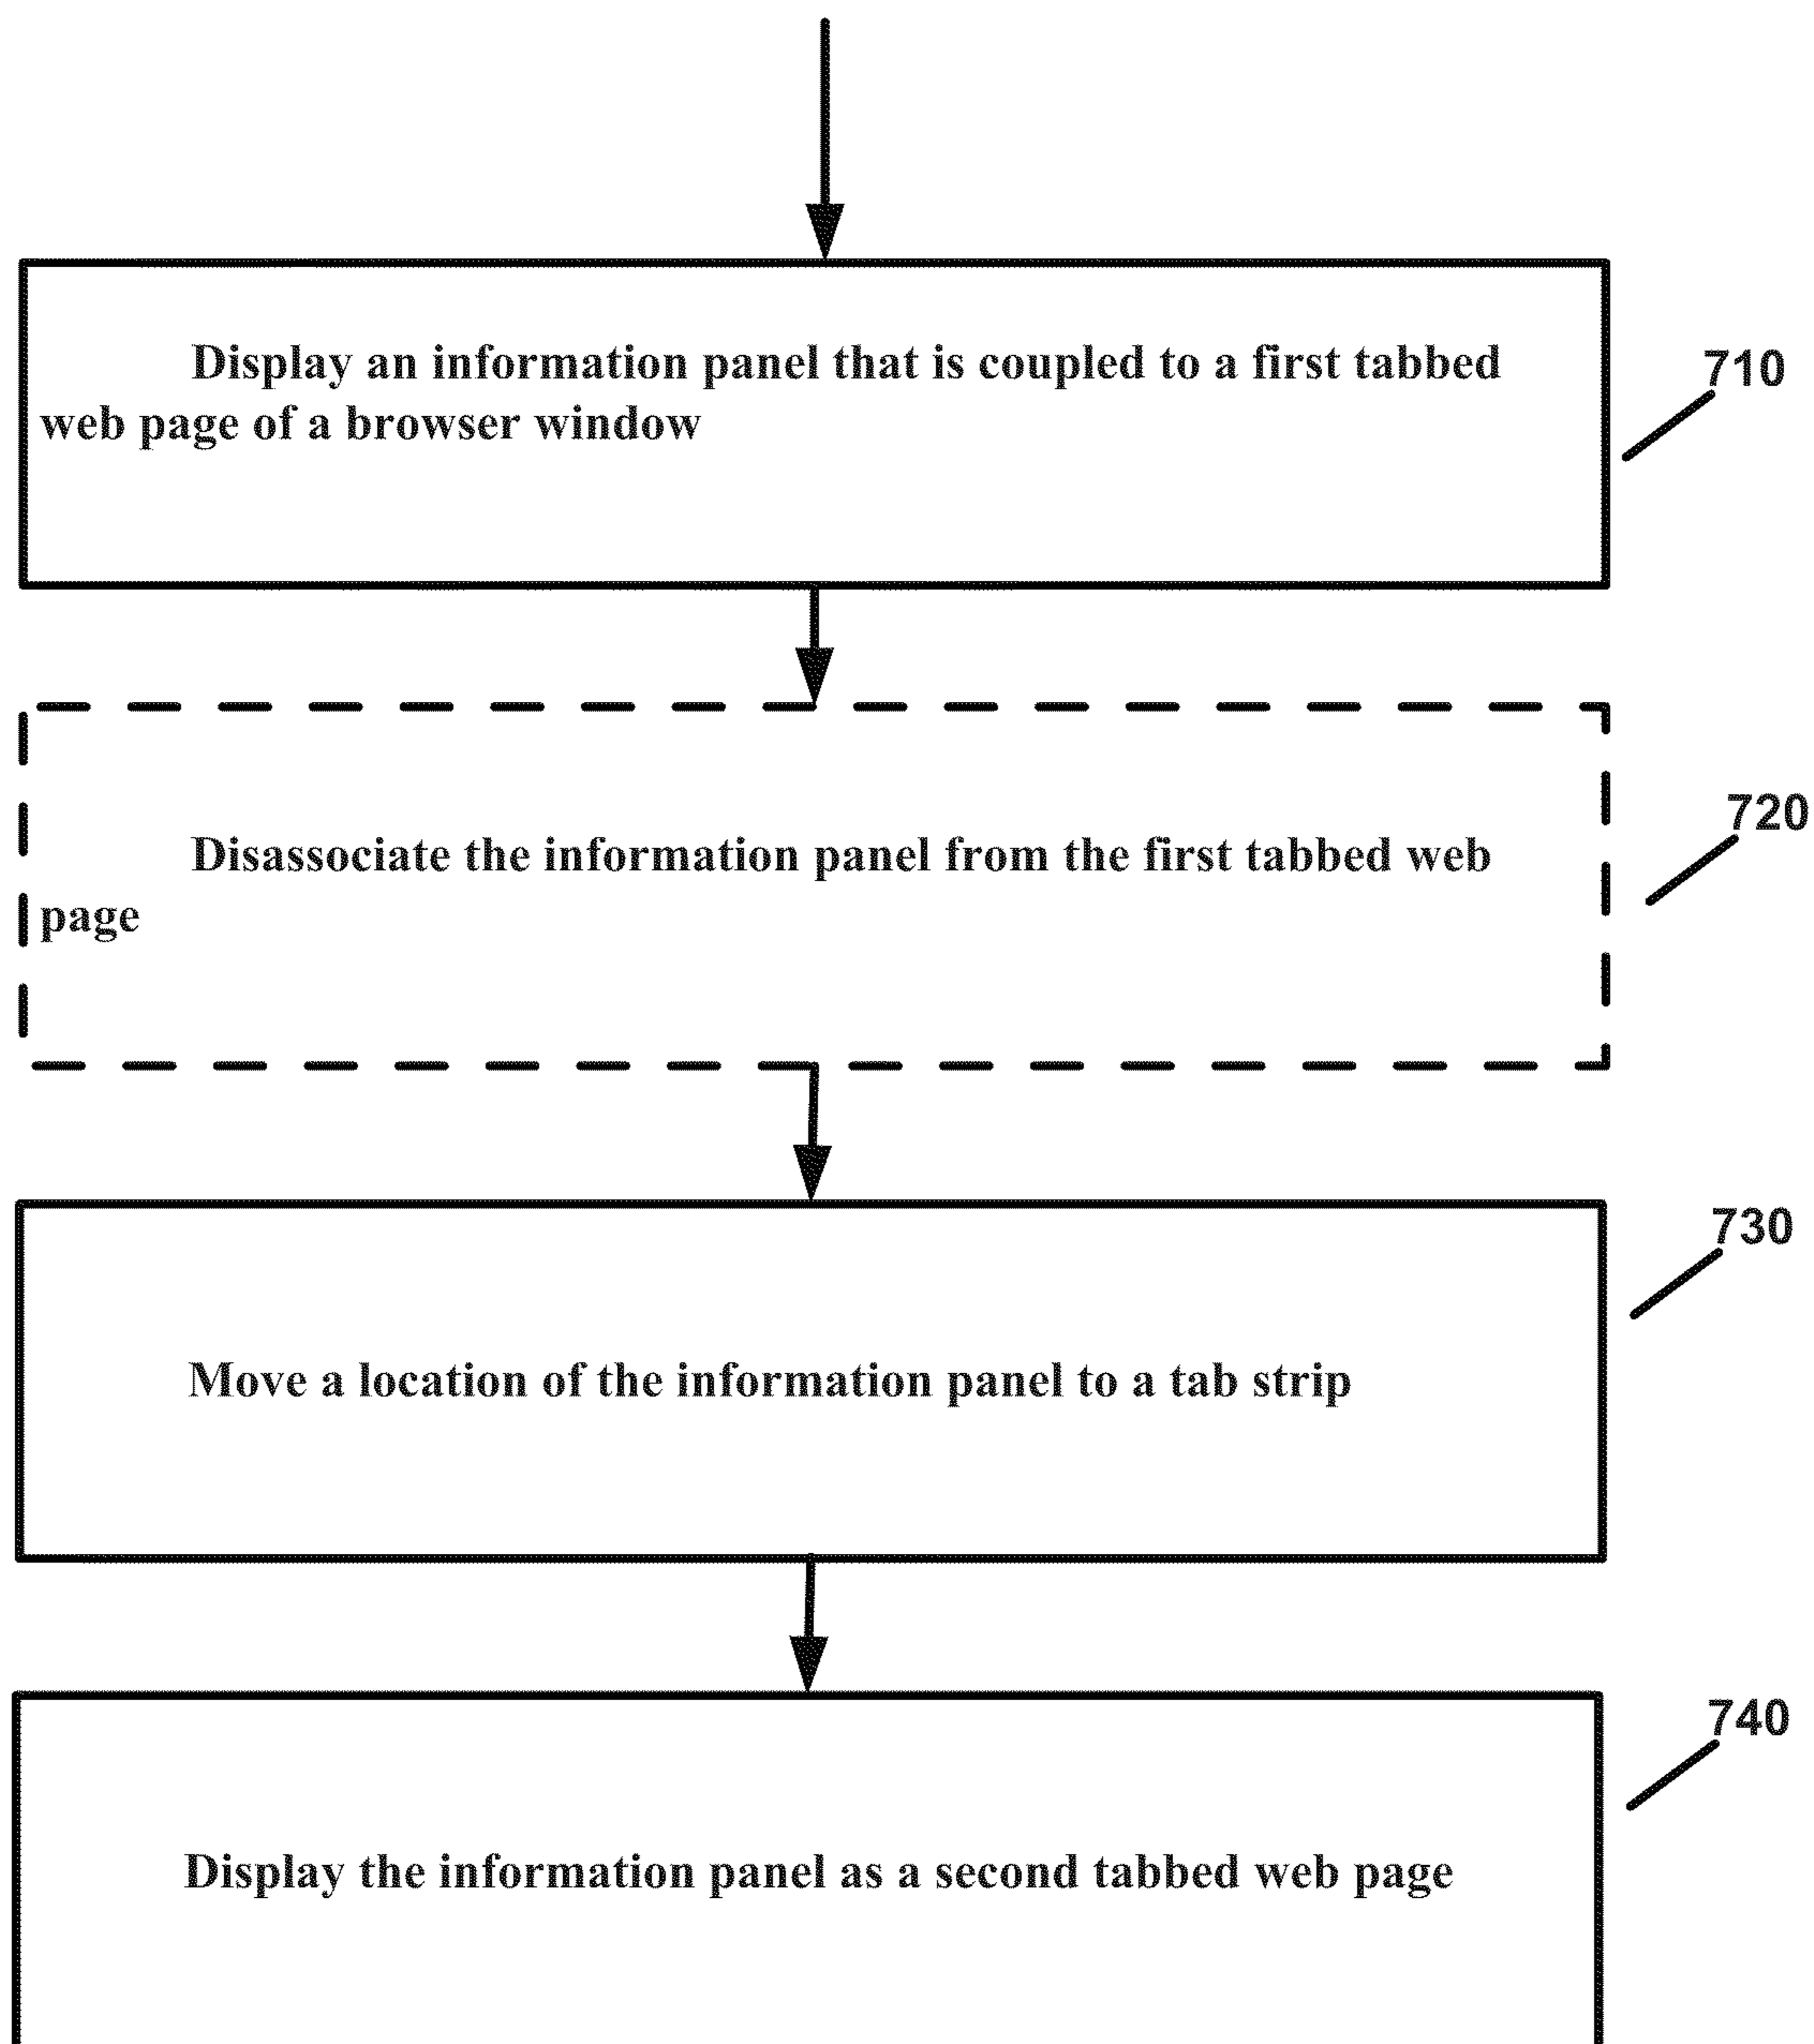 Display an information panel that is coupled to a first tabbed
web page of a browser window
710
Disassociate the information panel from the first tabbed web
page
720
Move a location of the information panel to a tab strip
730
Display the information panel as a second tabbed web page
740